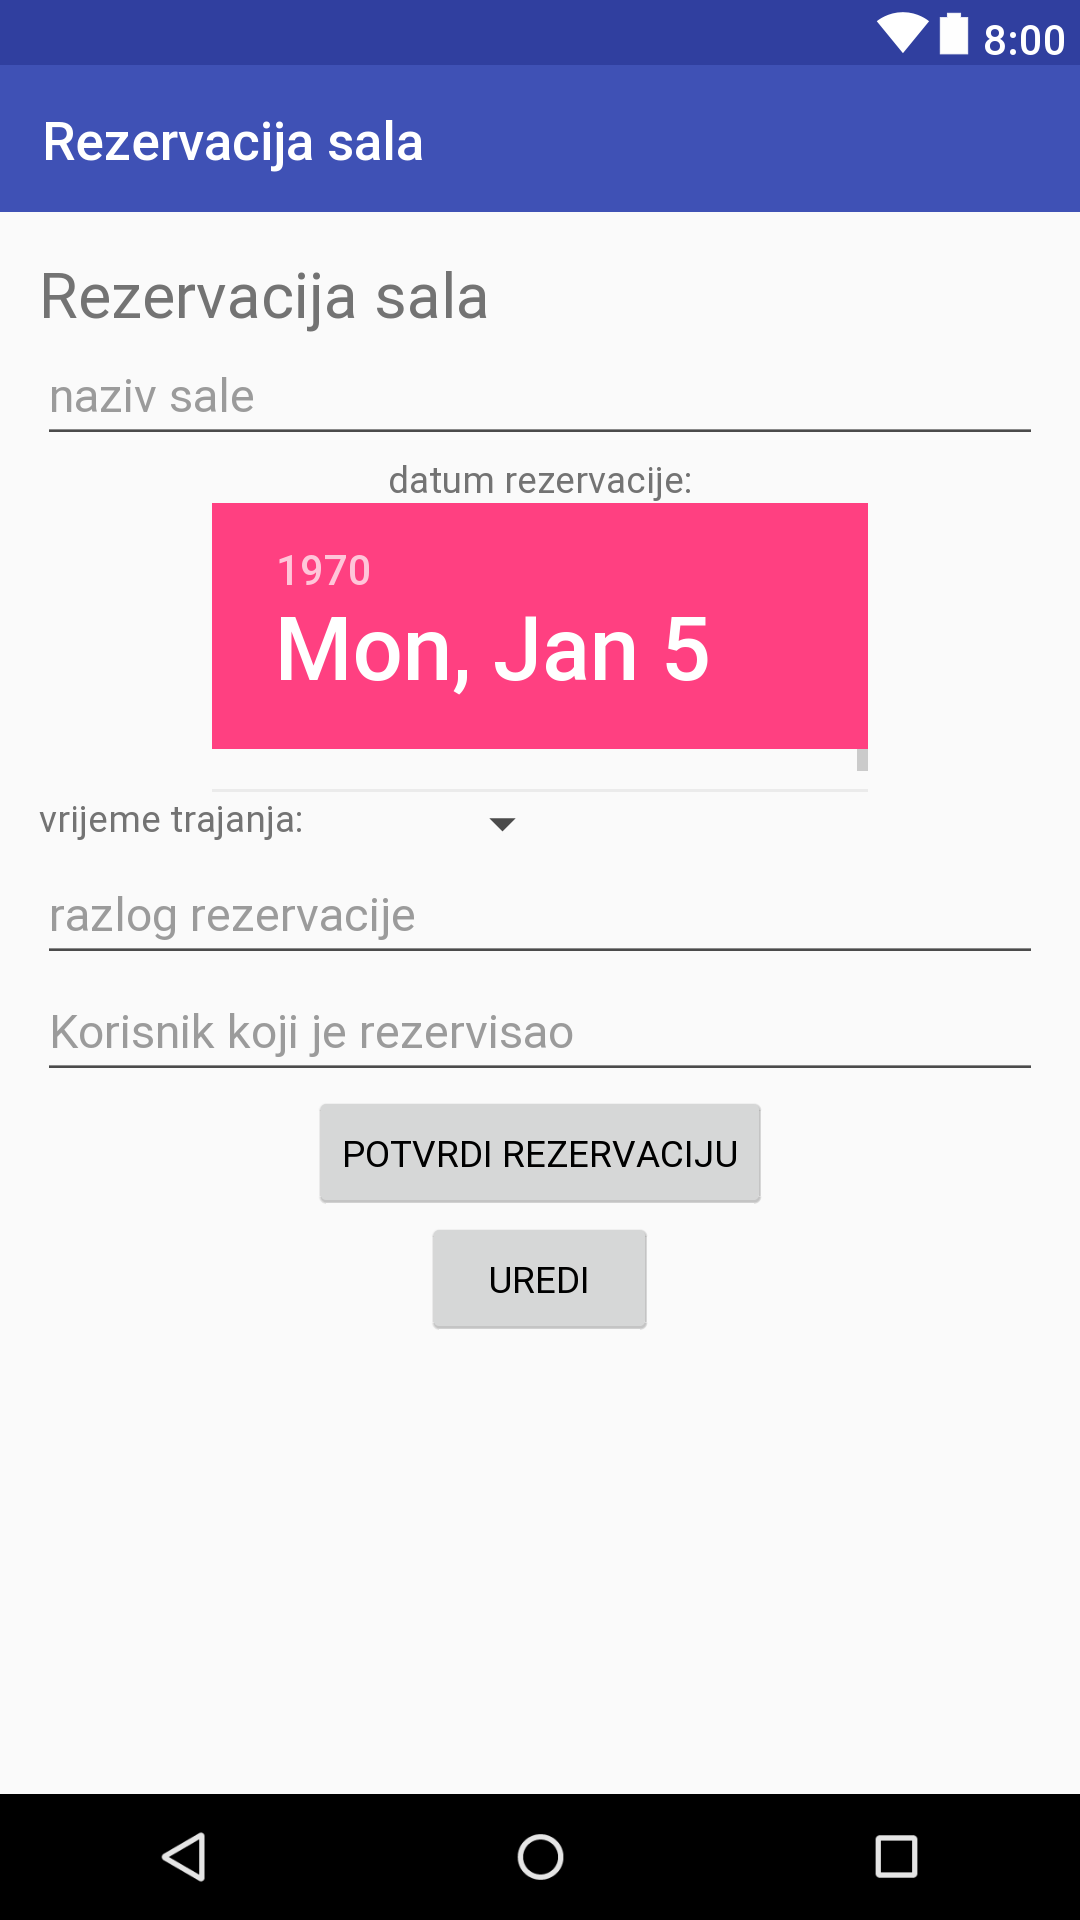 8:00
Rezervacija sala
Rezervacija sala
naziv sale
datum rezervacije:
1970
Mon, Jan 5
vrijeme trajanja:
razlog rezervacije
Korisnik koji je rezervisao
POTVRDI REZERVACIJU
UREDI